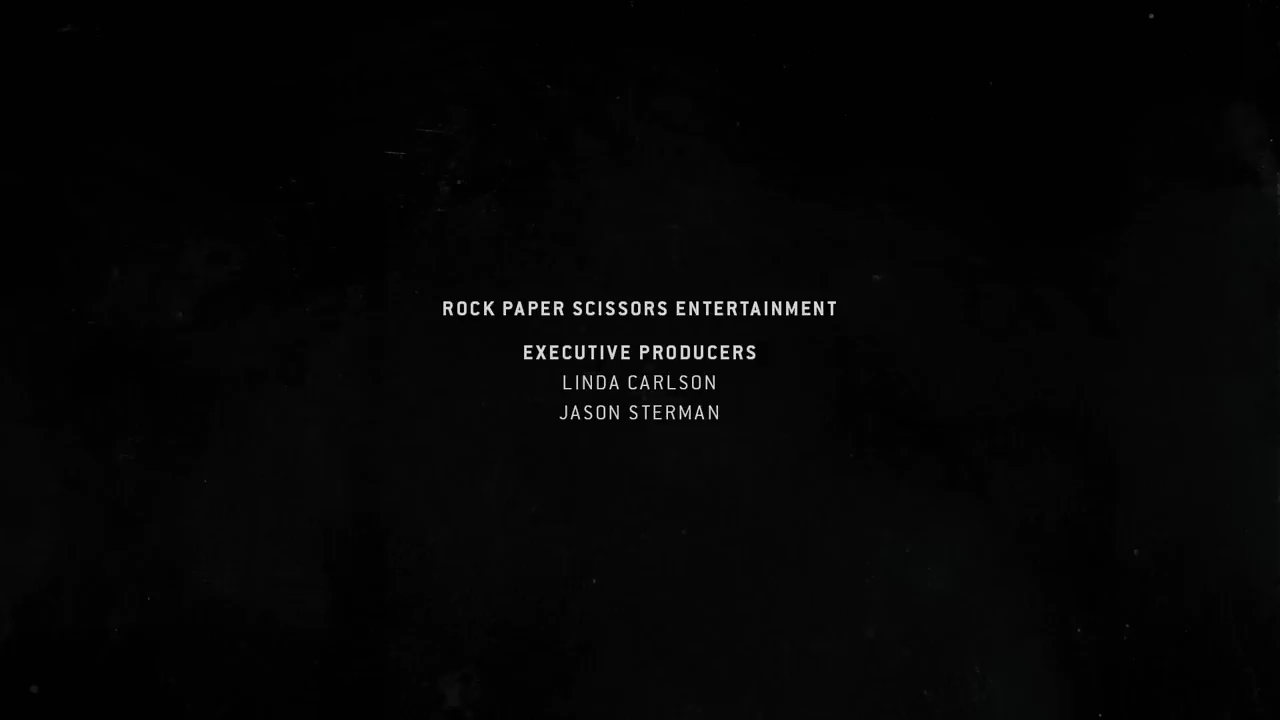 ROCK PAPER SCISSORS ENTERTAINMENT
EXECUTIVE PRODUCERS
LINDA CARLSON
JASON STERMAN